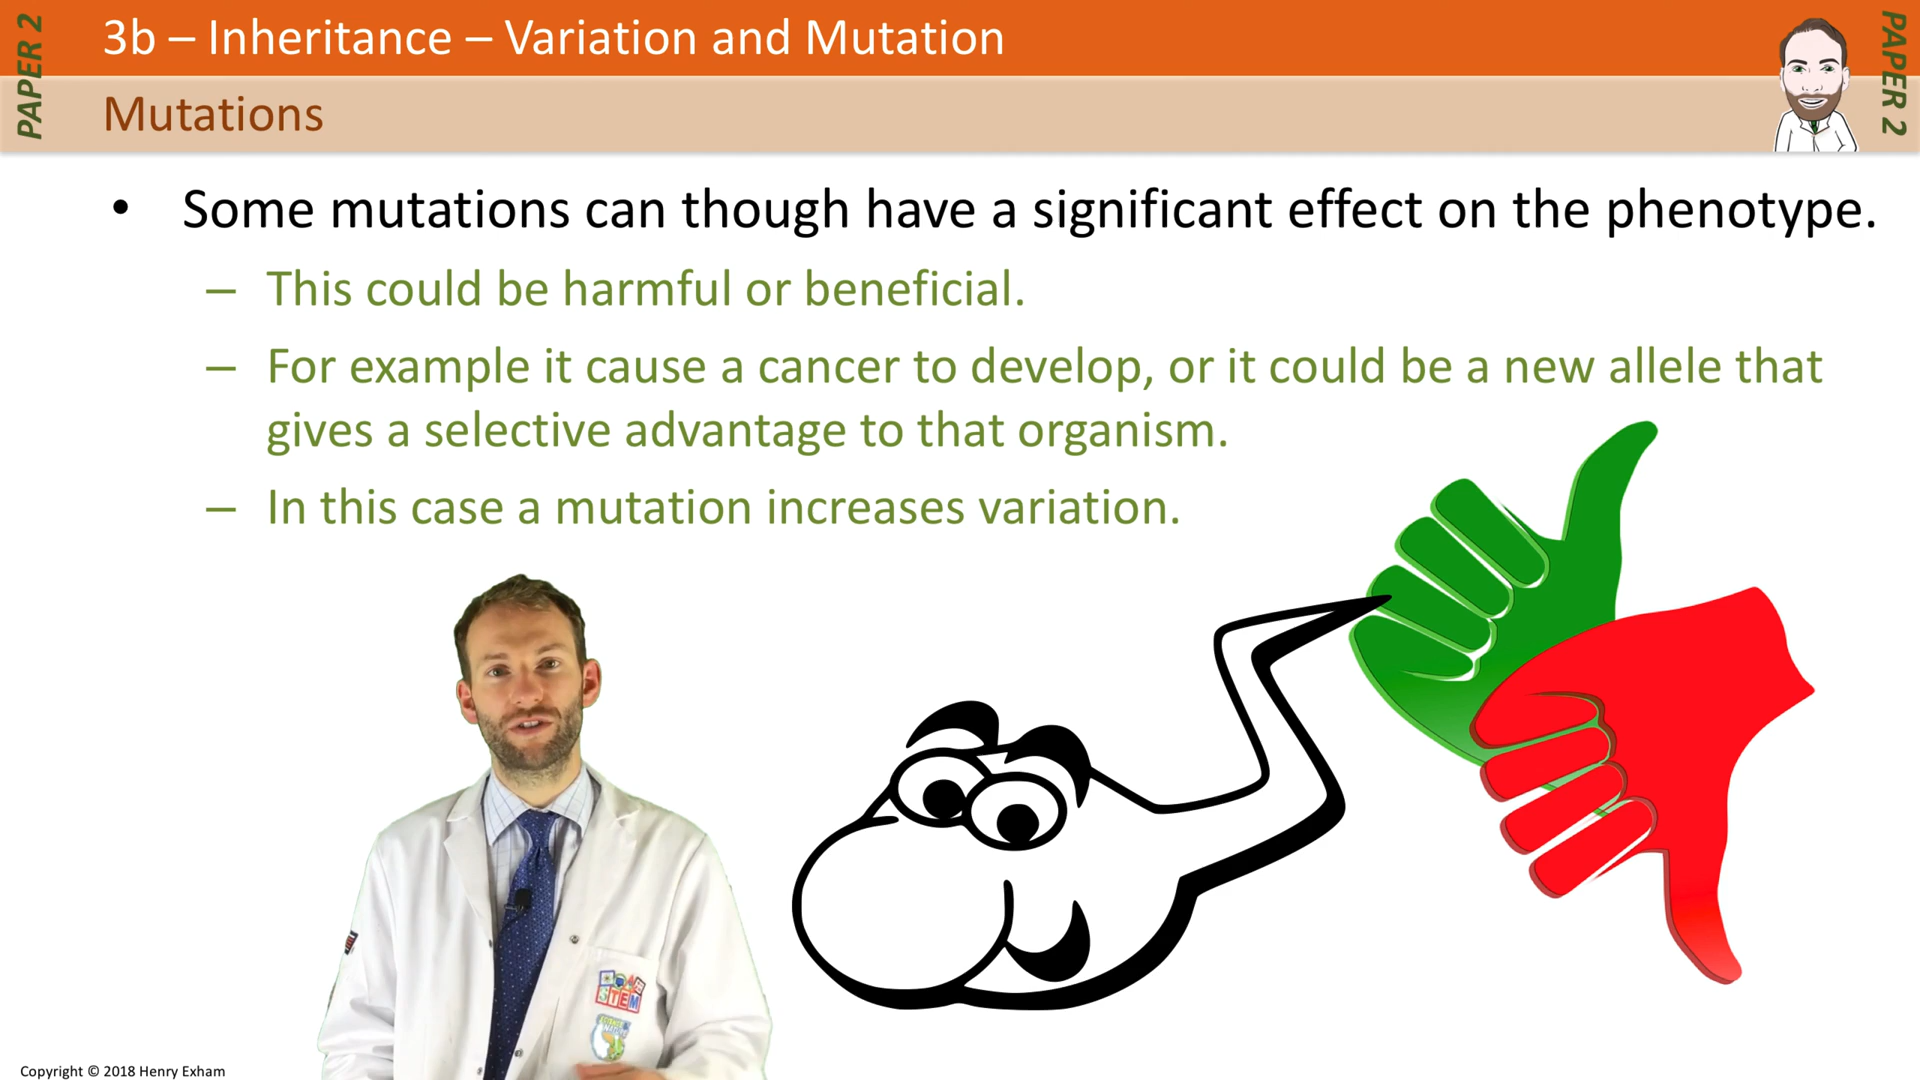 PAPER 2
3b – Inheritance – Variation and Mutation
PAPER 2
Mutations
• Some mutations can though have a significant effect on the phenotype.
– This could be harmful or beneficial.
– For example it cause a cancer to develop, or it could be a new allele that
gives a selective advantage to that organism.
– In this case a mutation increases variation.
STEM
Copyright © 2018 Henry Exham